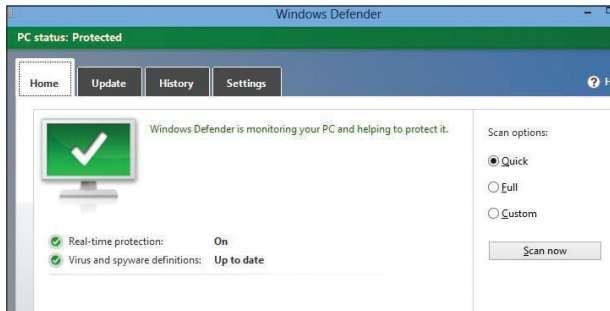 Windows Defender
PC status: Protected
Home Update History Settings
Windows Defender is monitoring your PC and helping to protect it.
Scan options:
Quick
Full
Custom
Real-time protection: On
Virus and spyware definitions: Up to date
Scan now